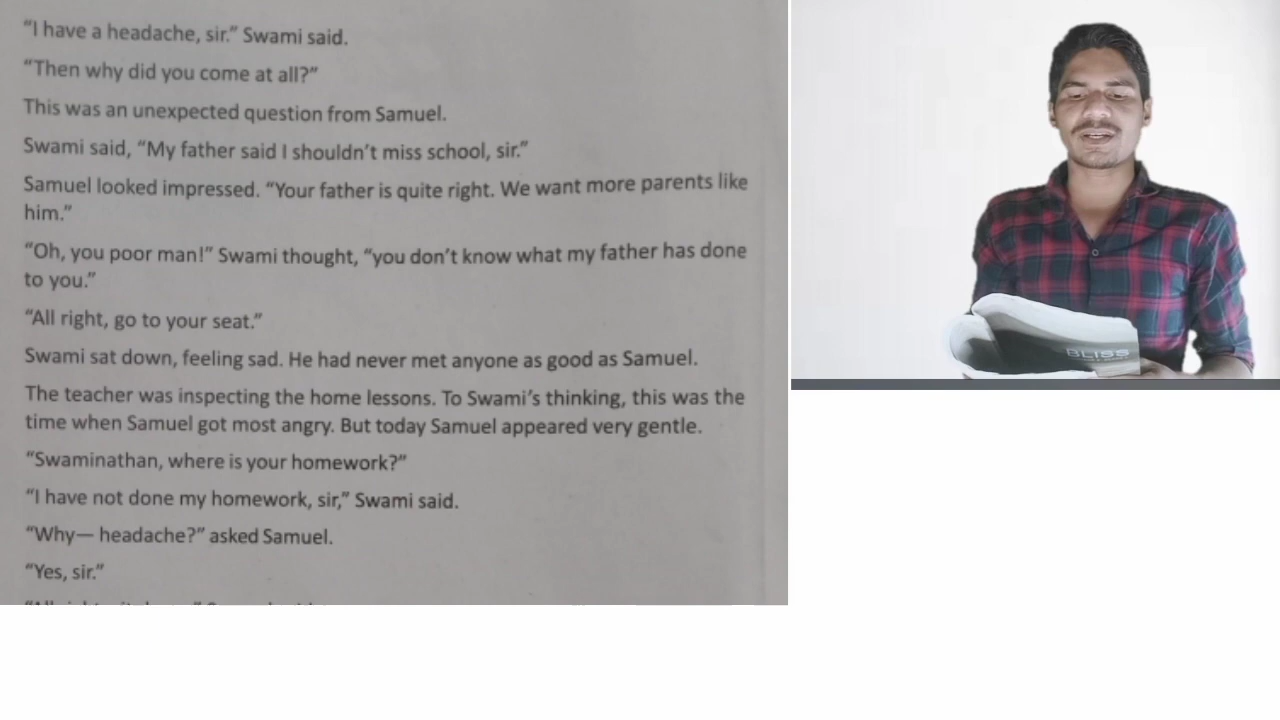 “I have a headache, sir.” Swami said.
“Then why did you come at all?”
This was an unexpected question from Samuel.
Swami said, “My father said I shouldn’t miss school, sir.”
Samuel looked impressed. “Your father is quite right. We want more parents like
him.”
“Oh, you poor man!” Swami thought, “you don’t know what my father has done
to you.”
“All right, go to your seat.”
Swami sat down, feeling sad. He had never met anyone as good as Samuel.
The teacher was inspecting the home lessons. To Swami’s thinking, this was the
time when Samuel got most angry. But today Samuel appeared very gentle.
“Swaminathan, where is your homework?”
“I have not done my homework, sir,” Swami said.
“Why— headache?” asked Samuel.
“Yes, sir.”
BLISS